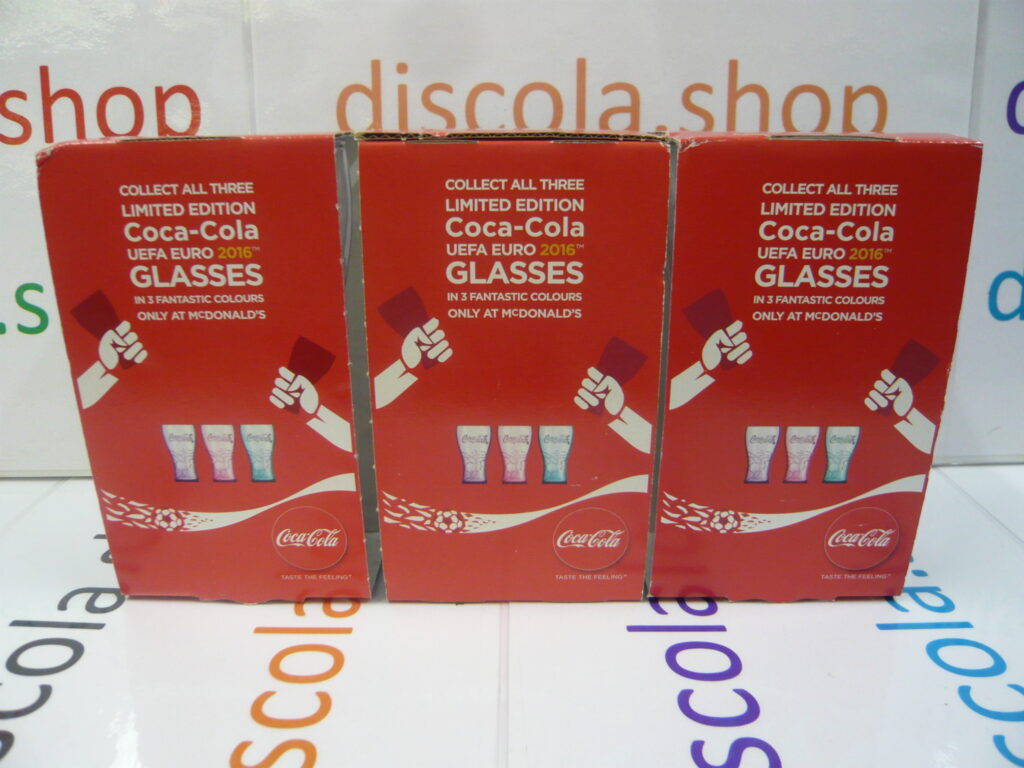 shop
discola.shop
d
.s
d
COLLECT ALL THREE
LIMITED EDITION
Coca-Cola
UEFA EURO 2016™
GLASSES
IN 3 FANTASTIC COLOURS
ONLY AT McDONALD'S
Coca-Cola
TASTE THE FEELING™
COLLECT ALL THREE
LIMITED EDITION
Coca-Cola
UEFA EURO 2016™
GLASSES
IN 3 FANTASTIC COLOURS
ONLY AT McDONALD'S
Coca-Cola
TASTE THE FEELING™
COLLECT ALL THREE
LIMITED EDITION
Coca-Cola
UEFA EURO 2016™
GLASSES
IN 3 FANTASTIC COLOURS
ONLY AT McDONALD'S
Coca-Cola
TASTE THE FEELING™
cola
scola.
scola.
cola.